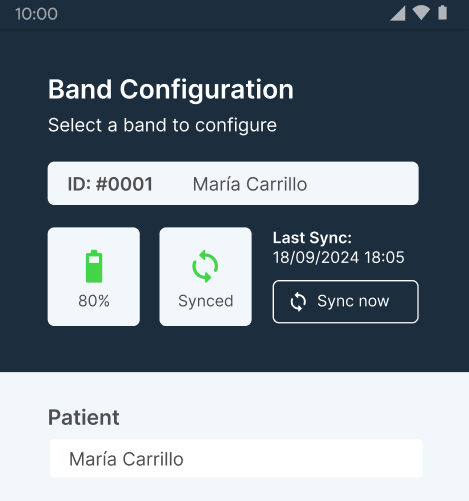 10:00
Band Configuration
Select a band to configure
ID: #0001 María Carrillo
80%
Synced
Last Sync:
18/09/2024 18:05
Sync now
Patient
María Carrillo